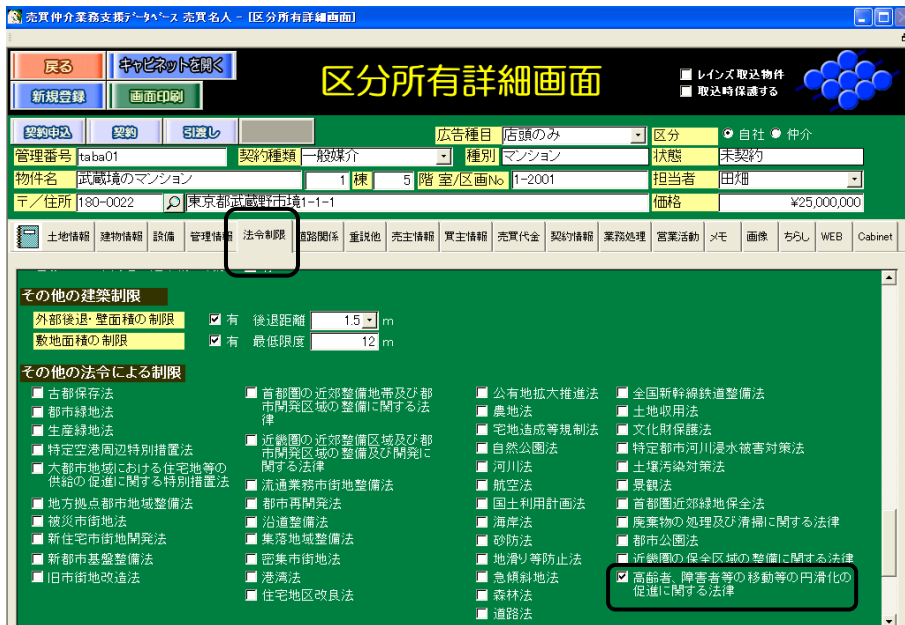 売買仲介業務支援データベース 売買名人 - [区分所有詳細画面]
戻る キャビネットを開く 区分所有詳細画面 レインズ取込物件
新規登録 画面印刷 取込時保護する
契約申込 契約 引渡し 広告種目 店頭のみ 区分 自社 仲介
管理番号 taba01 契約種類 一般媒介 種別 マンション 状態 未契約
物件名 武蔵境のマンション 1 棟 5 階 室/区画No 1-2001 担当者 田畑
〒/住所 180-0022 東京都武蔵野市境1-1-1 価格 ¥25,000,000
土地情報 建物情報 設備 管理情報 法令制限 道路関係 重説他 売主情報 買主情報 売買代金 契約情報 業務処理 営業活動 メモ 画像 ちらし WEB Cabinet
その他の建築制限
外部後退・壁面積の制限 有 後退距離 1.5 m
敷地面積の制限 有 最低限度 12 m
その他の法令による制限
古都保存法
都市緑地法
生産緑地法
特定空港周辺特別措置法
大都市地域における住宅地等の
供給の促進に関する特別措置法
地方拠点都市地域整備法
被災市街地法
新住宅市街地開発法
新都市基盤整備法
旧市街地改造法
首都圏の近郊整備地帯及び都
市開発区域の整備に関する法
律
近畿圏の近郊整備区域及び都
市開発区域の整備及び開発に
関する法律
流通業務市街地整備法
都市再開発法
沿道整備法
集落地域整備法
密集市街地法
港湾法
住宅地区改良法
公有地拡大推進法
農地法
宅地造成等規制法
自然公園法
河川法
航空法
国土利用計画法
海岸法
砂防法
地滑り等防止法
急傾斜地法
森林法
道路法
全国新幹線鉄道整備法
土地収用法
文化財保護法
特定都市河川浸水被害対策法
土壌汚染対策法
景観法
首都圏近郊緑地保全法
廃棄物の処理及び清掃に関する法律
都市公園法
近畿圏の保全区域の整備に関する法律
高齢者、障害者等の移動等の円滑化の
促進に関する法律